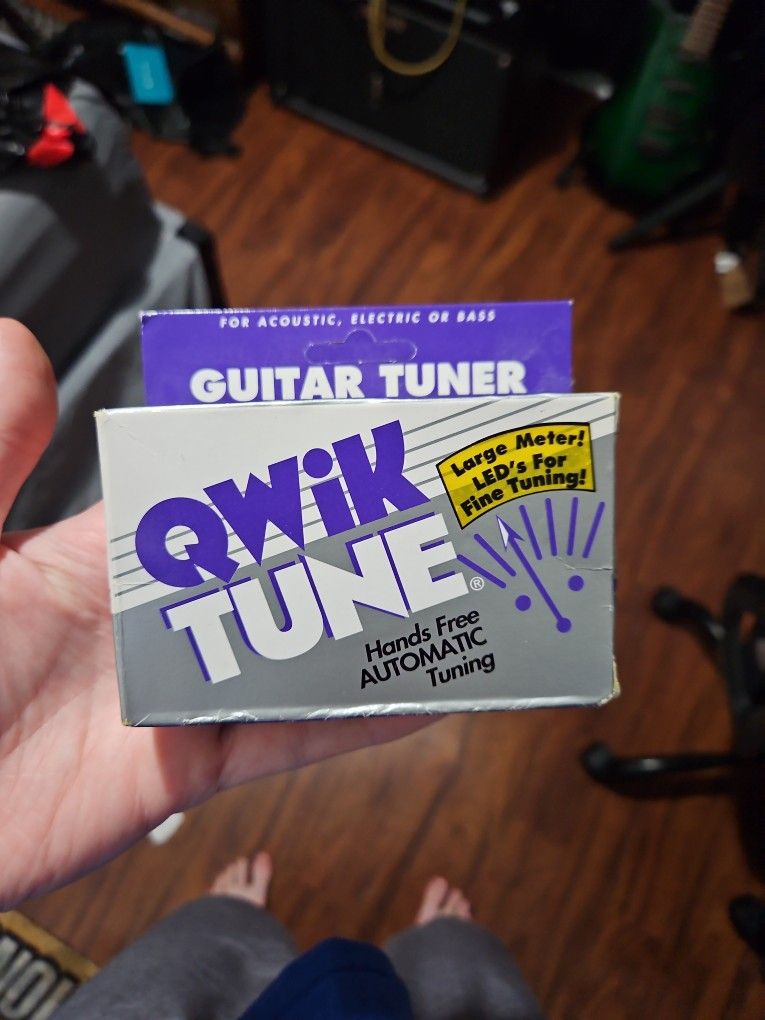 FOR ACOUSTIC, ELECTRIC OR BASS
GUITAR TUNER
QWiK
TUNE®
Large Meter!
LED's For
Fine Tuning!
Hands Free
AUTOMATIC
Tuning